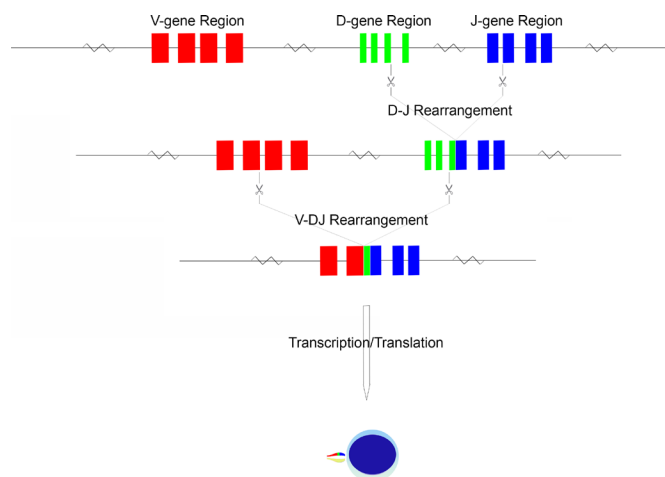 V-gene Region
D-gene Region
J-gene Region
D-J Rearrangement
V-DJ Rearrangement
Transcription/Translation